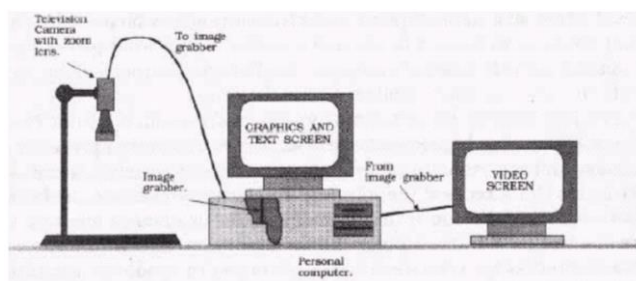 Television
Camera
with zoom
lens.
To image
grabber
GRAPHICS AND
TEXT SCREEN
Image
grabber.
From
image grabber
VIDEO
SCREEN
Personal
computer.